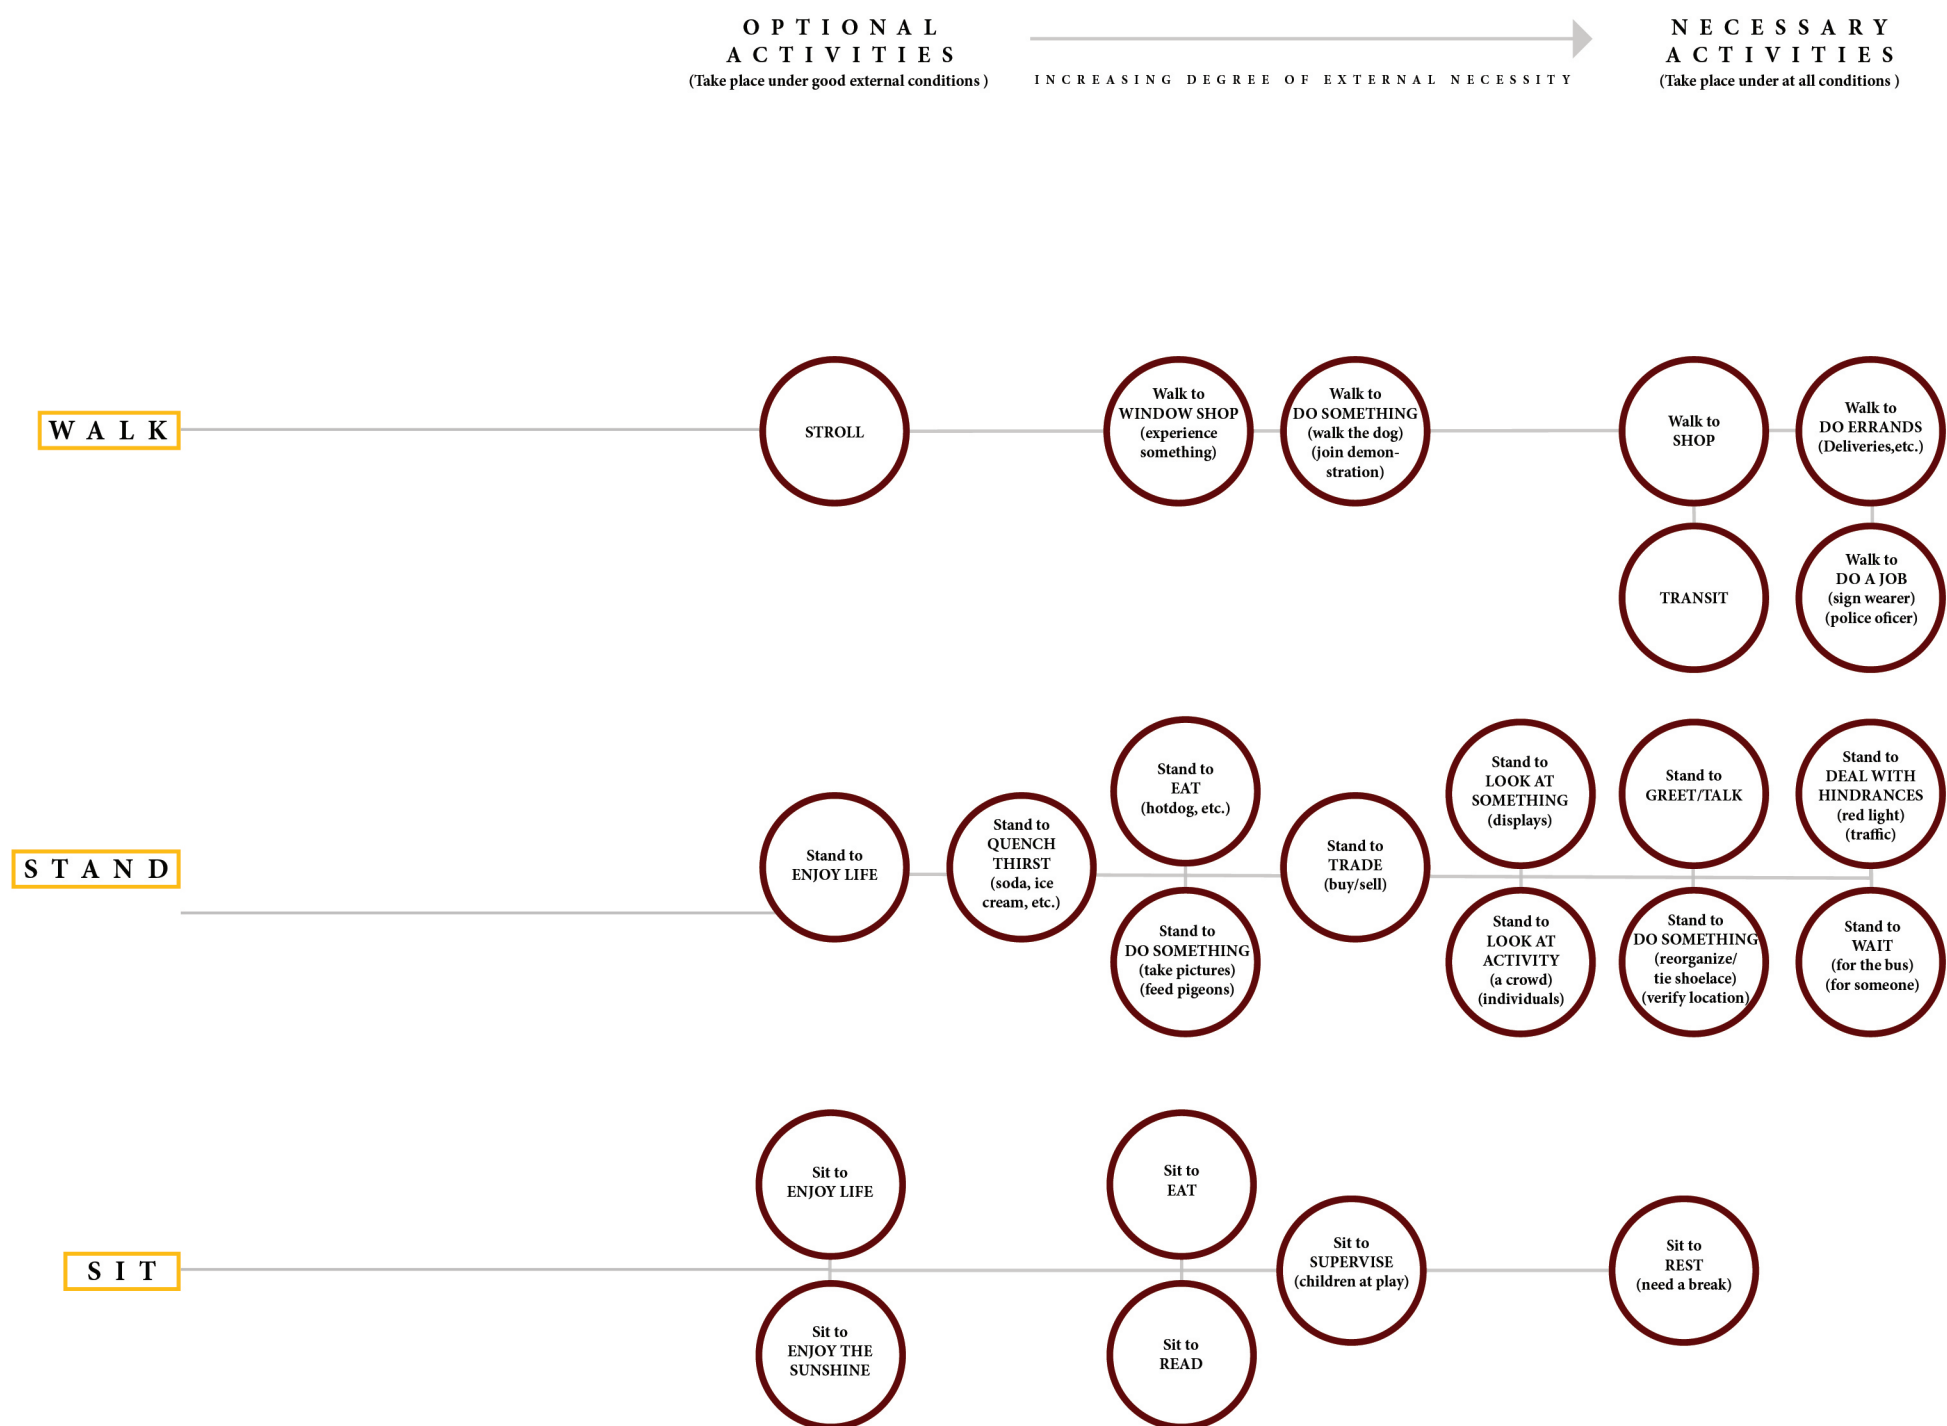 OPTIONAL
ACTIVITIES
(Take place under good external conditions )
INCREASING DEGREE OF EXTERNAL NECESSITY
NECESSARY
ACTIVITIES
(Take place under at all conditions )
WALK
STROLL
Walk to
WINDOW SHOP
(experience
something)
Walk to
DO SOMETHING
(walk the dog)
(join demon-
stration)
Walk to
SHOP
Walk to
DO ERRANDS
(Deliveries,etc.)
TRANSIT
Walk to
DO A JOB
(sign wearer)
(police oficer)
STAND
Stand to
ENJOY LIFE
Stand to
QUENCH
THIRST
(soda, ice
cream, etc.)
Stand to
EAT
(hotdog, etc.)
Stand to
DO SOMETHING
(take pictures)
(feed pigeons)
Stand to
TRADE
(buy/sell)
Stand to
LOOK AT
SOMETHING
(displays)
Stand to
LOOK AT
ACTIVITY
(a crowd)
(individuals)
Stand to
GREET/TALK
Stand to
DO SOMETHING
(reorganize/
tie shoelace)
(verify location)
Stand to
DEAL WITH
HINDRANCES
(red light)
(traffic)
Stand to
WAIT
(for the bus)
(for someone)
SIT
Sit to
ENJOY LIFE
Sit to
ENJOY THE
SUNSHINE
Sit to
EAT
Sit to
READ
Sit to
SUPERVISE
(children at play)
Sit to
REST
(need a break)